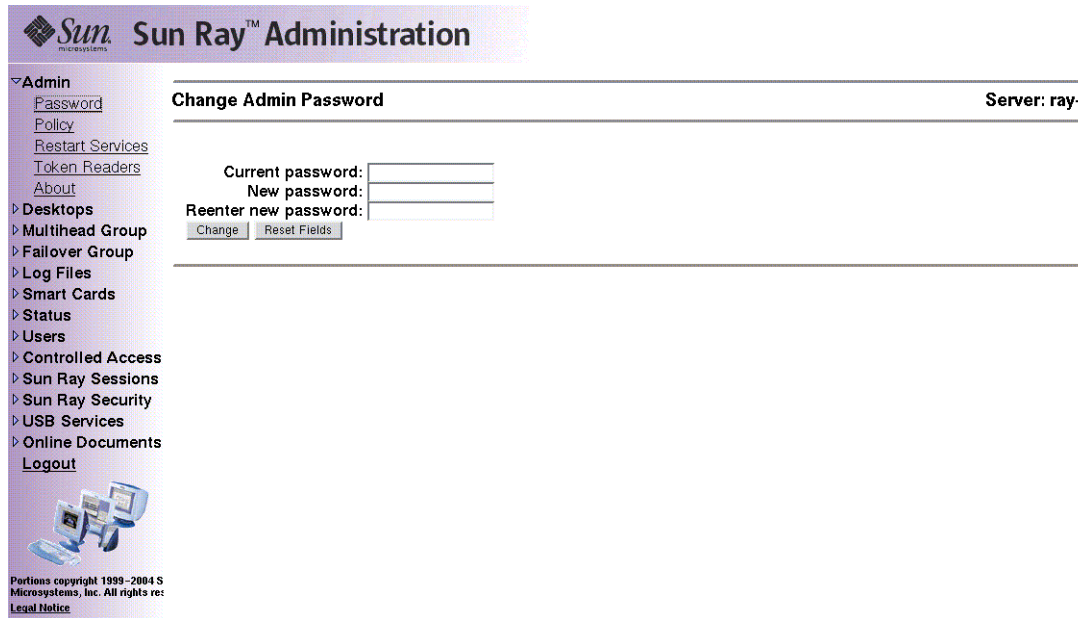 Sun microsystems Sun Ray™ Administration
▽Admin
Password
Policy
Restart Services
Token Readers
About
▷Desktops
▷Multihead Group
▷Failover Group
▷Log Files
▷Smart Cards
▷Status
▷Users
▷Controlled Access
▷Sun Ray Sessions
▷Sun Ray Security
▷USB Services
▷Online Documents
Logout
Portions copyright 1999-2004 S
Microsystems, Inc. All rights res
Legal Notice
Change Admin Password Server: ray-
Current password:
New password:
Reenter new password:
Change Reset Fields